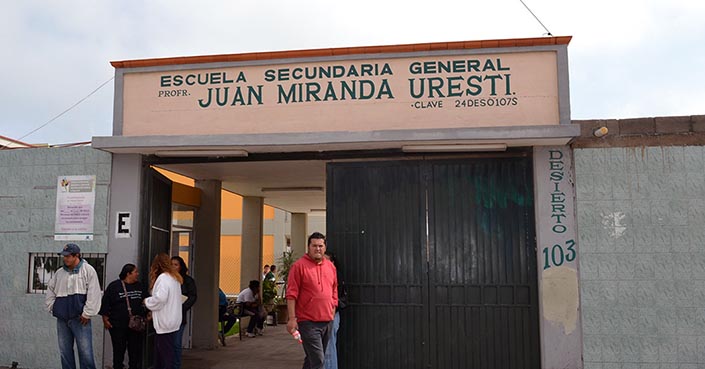 ESCUELA SECUNDARIA GENERAL
PROFR. JUAN MIRANDA URESTI.
·CLAVE 24DES0107S
E
DESIERTO
103